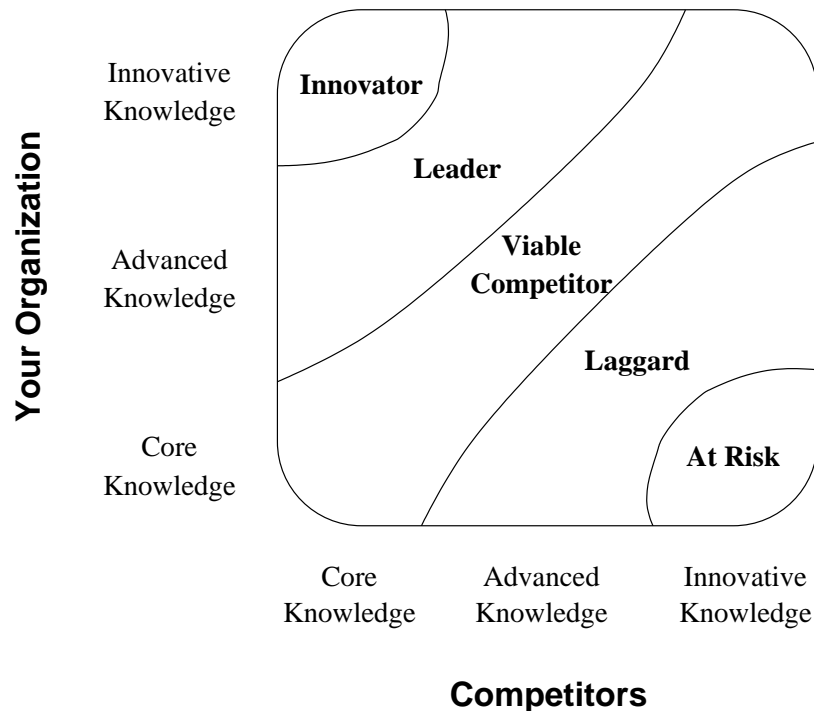 Your Organization
Innovative
Knowledge
Advanced
Knowledge
Core
Knowledge
Innovator
Leader
Viable
Competitor
Laggard
At Risk
Core
Knowledge
Advanced
Knowledge
Innovative
Knowledge
Competitors